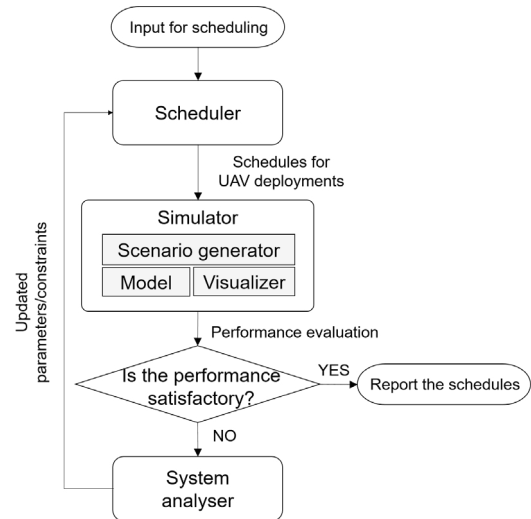 Input for scheduling
Scheduler
Schedules for
UAV deployments
Simulator
Scenario generator
Model
Visualizer
Performance evaluation
Is the performance
satisfactory?
YES
Report the schedules
NO
System
analyser
Updated
parameters/constraints